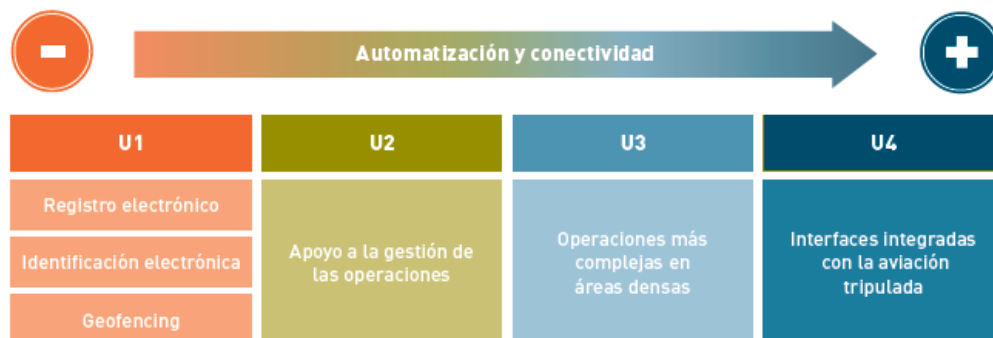 Automatización y conectividad
U1
U2
U3
U4
Registro electrónico
Identificación electrónica
Geofencing
Apoyo a la gestión de
las operaciones
Operaciones más
complejas en
áreas densas
Interfaces integradas
con la aviación
tripulada